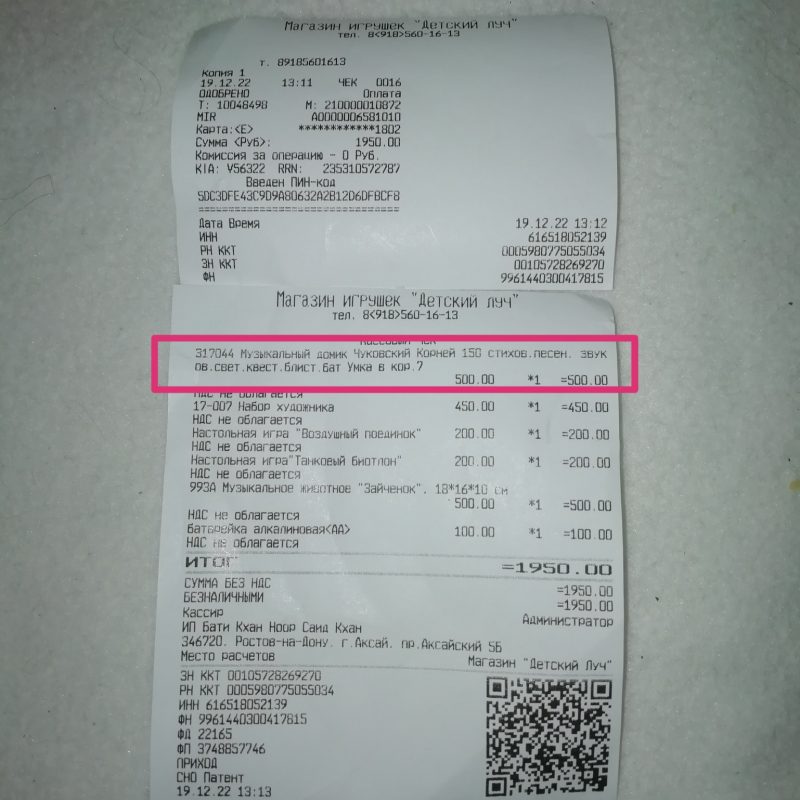 Магазин игрушек "Детский луч"
тел. 8<918>560-16-13
т. 89185601613
Копия 1
19.12.22 13:11 ЧЕК 0016
ОДОБРЕНО Оплата
Т: 10048498 М: 210000010872
MIR A0000006581010
Карта:<E> ************1802
Сумма <Руб>: 1950.00
Комиссия за операцию - 0 Руб.
КIA: V56322 RRN: 235310572787
Введен ПИН-код
5DC3DFE43C9D9A80632A2B12D6DFBCF8
==============================
Дата Время 19.12.22 13:12
ИНН 616518052139
РН ККТ 0005980775055034
ЗН ККТ 00105728269270
ФН 9961440300417815
Магазин игрушек "Детский луч"
тел. 8<918>560-16-13
Кассовый чек
317044 Музыкальный домик Чуковский Корней 150 стихов.песен. звук
ов.свет.квест.блист.бат Умка в кор.7
500.00 *1 =500.00
НДС не облагается
17-007 Набор художника 450.00 *1 =450.00
НДС не облагается
Настольная игра "Воздушный поединок" 200.00 *1 =200.00
НДС не облагается
Настольная игра"Танковый биатлон" 200.00 *1 =200.00
НДС не облагается
993А Музыкальное животное "Зайчонок". 18*16*10 см
500.00 *1 =500.00
НДС не облагается
батарейка алкалиновая<АА> 100.00 *1 =100.00
НДС не облагается
ИТОГ =1950.00
СУММА БЕЗ НДС =1950.00
БЕЗНАЛИЧНЫМИ =1950.00
Кассир Администратор
ИП Бати Кхан Ноор Саид Кхан
346720. Ростов-на-Дону. г.Аксай. пр.Аксайский 5Б
Место расчетов Магазин "Детский Луч"
ЗН ККТ 00105728269270
РН ККТ 0005980775055034
ИНН 616518052139
ФН 9961440300417815
ФД 22165
ФП 3748857746
ПРИХОД
СНО Патент
19.12.22 13:13